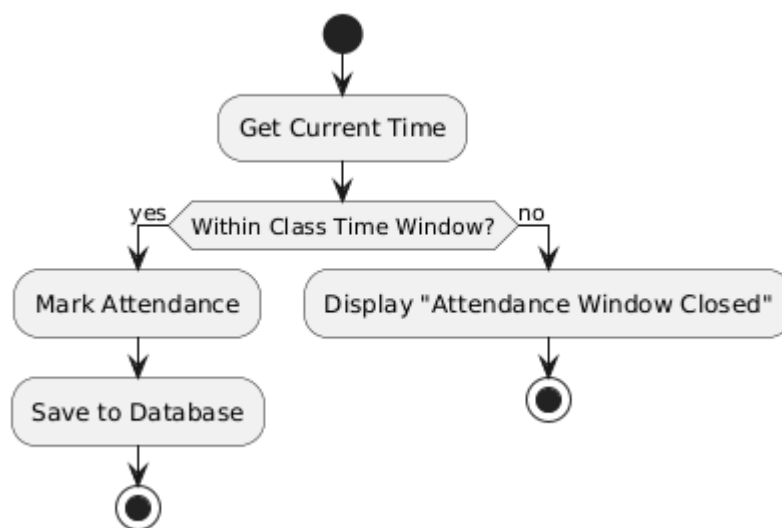 Get Current Time
yes
Within Class Time Window?
no
Mark Attendance
Display "Attendance Window Closed"
Save to Database